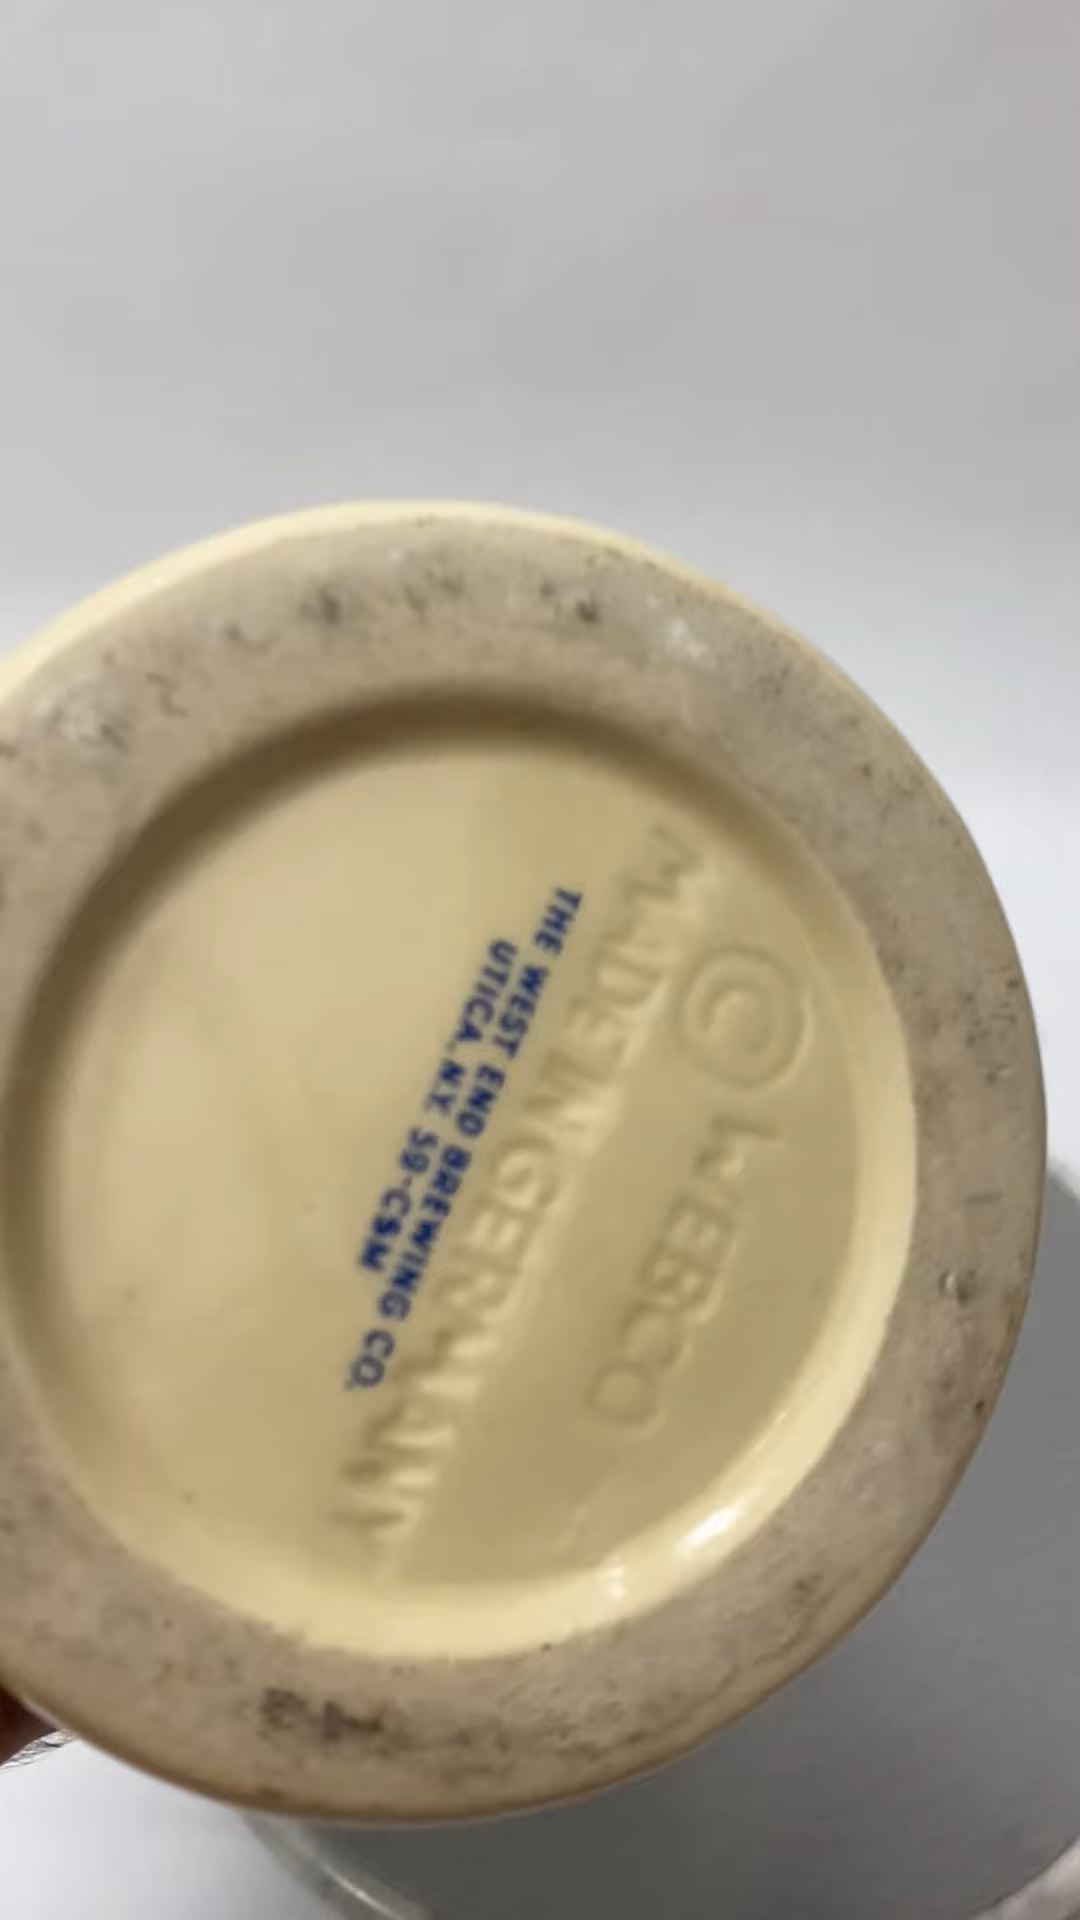 © WEBCO
MADE IN GERMANY
THE WEST END BREWING CO.
UTICA, N.Y. 59-CSM